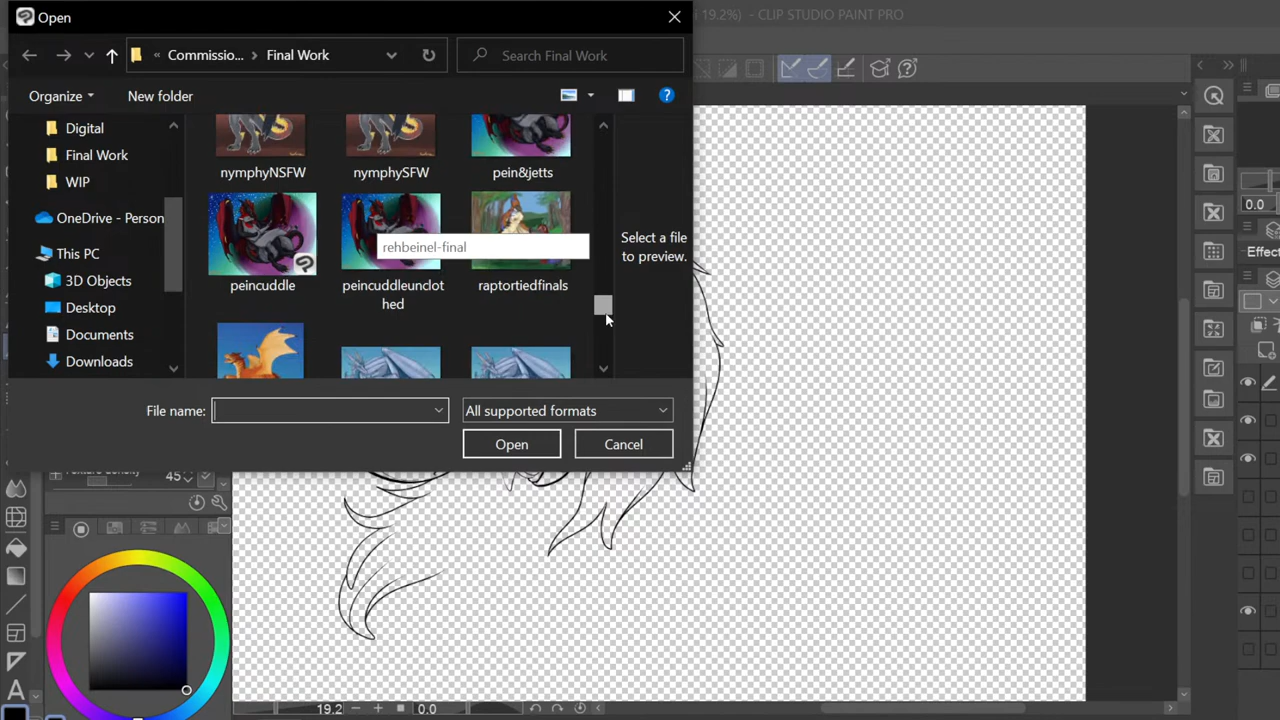 Open
19.2%) - CLIP STUDIO PAINT PRO
« Commissio... > Final Work
Search Final Work
Organize
New folder
Digital
Final Work
WIP
OneDrive - Person
This PC
3D Objects
Desktop
Documents
Downloads
nymphyNSFW
nymphySFW
pein&jetts
rehbeinel-final
peincuddle
peincuddleunclot
hed
raptortiedfinals
Select a file
to preview.
File name:
All supported formats
Open
Cancel
0.0
Effect
Texture density
45
19.2
0.0